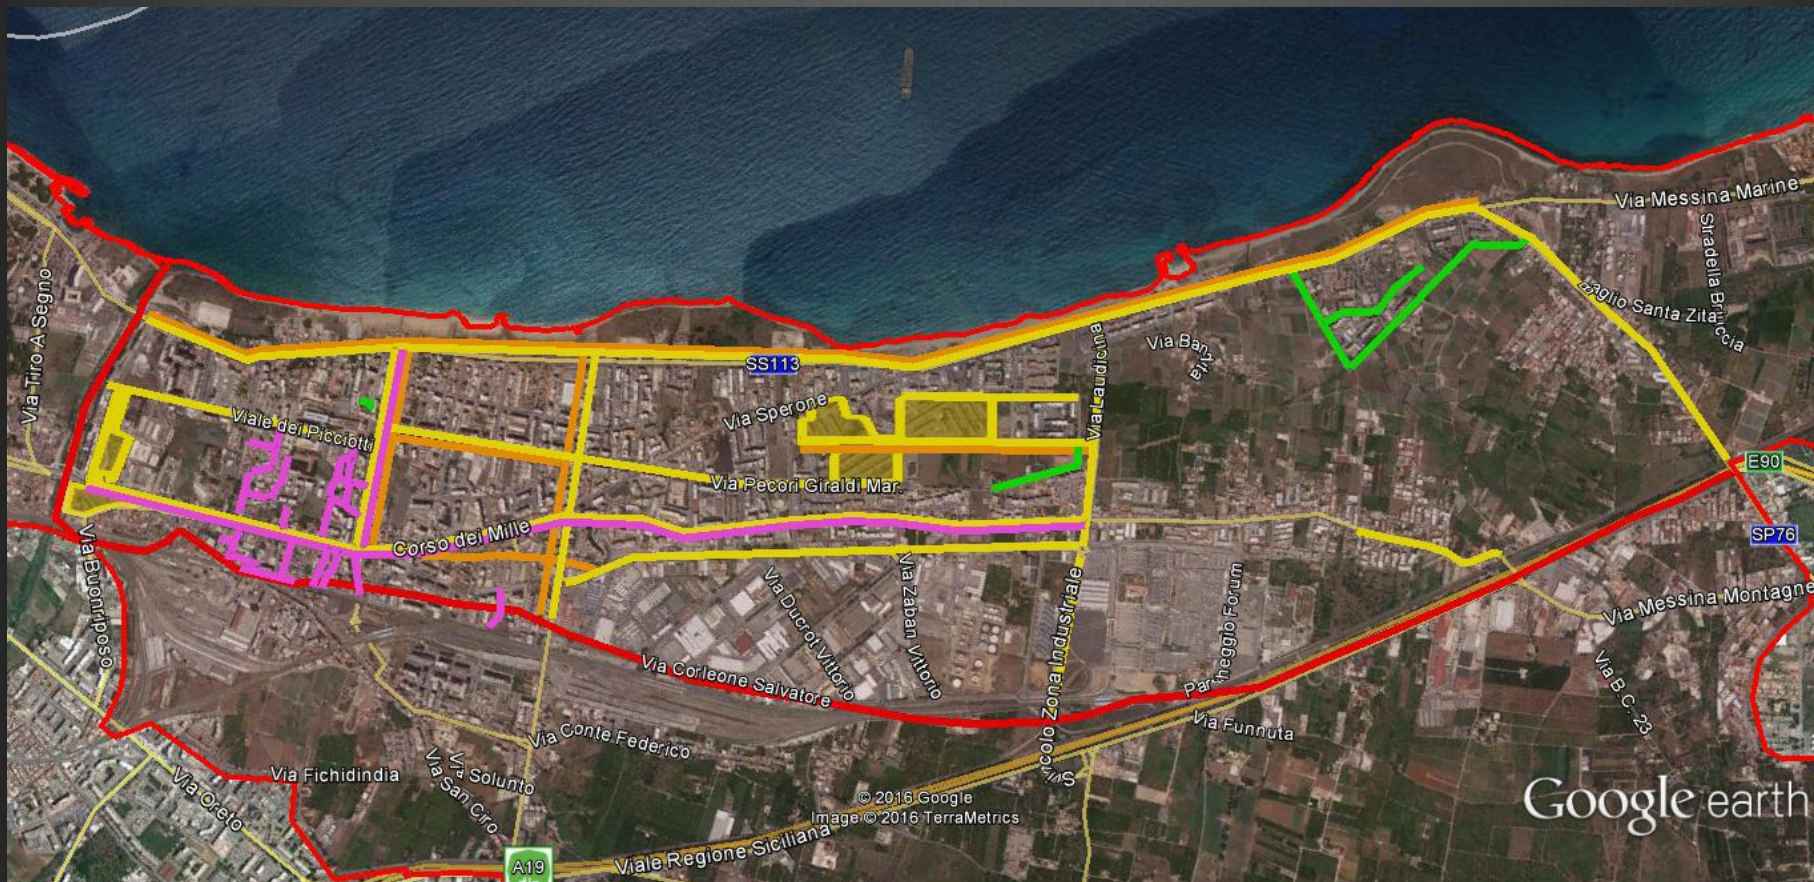 Via Messina Marine
Stradella Briuccia
Baglio Santa Zita
Via Tiro A Segno
Via Laudicina
Via Banzita
SS113
Via Sperone
Viale dei Picciotti
E90
Via Pecori Giraldi Mar.
Corso dei Mille
SP76
Via Buonriposo
Via Ducrot Vittorio
Via Zaban Vittorio
Zona Industriale
Parcheggio Forum
Via Messina Montagne
Via Corleone Salvatore
Via B.C. 23
Via Funnuta
Via Conte Federico
Via Solunto
Via San Ciro
Via Fichidindia
Via Oreto
© 2016 Google
Image © 2016 TerraMetrics
Google earth
Viale Regione Siciliana
A19